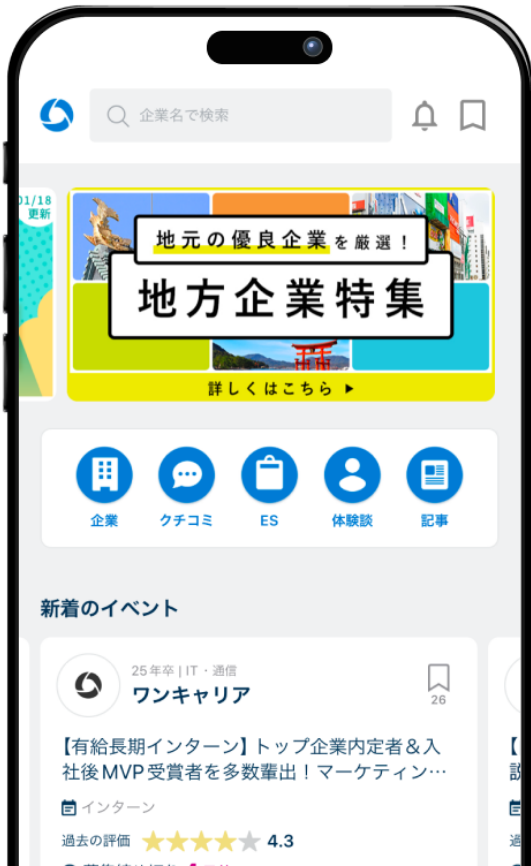 企業名で検索
01/18
更新
地元の優良企業を厳選！
地方企業特集
詳しくはこちら ▶
企業
クチコミ
ES
体験談
記事
新着のイベント
25年卒 | IT・通信
ワンキャリア
26
【有給長期インターン】トップ企業内定者＆入
社後MVP受賞者を多数輩出！マーケティン…
インターン
過去の評価 ★★★★★ 4.3